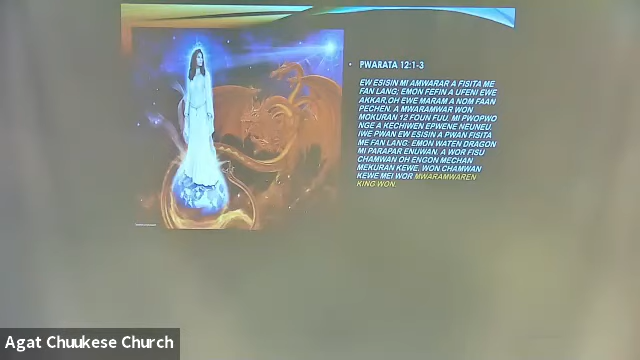 • PWARATA 12:1-3
EW ESISIN MI AMWARAR A FISITA ME
FAN LANG; EMON FEFIN A UFENI EWE
AKKAR,OH EWE MARAM A NOM FAAN
PECHEN, A MWARAMWAR WON
MOKURAN 12 FOUN FUU. MI PWOPWO
NGE A KECHIWEN EPWENE NEUNEU.
IWE PWAN EW ESISIN A PWAN FISITA
ME FAN LANG: EMON WATEN DRAGON
MI PARAPAR ENUWAN. A WOR FISU
CHAMWAN OH ENGON MECHAN
MEKURAN KEWE. WON CHAMWAN
KEWE MEI WOR MWARAMWAREN
KING WON.
Agat Chuukese Church